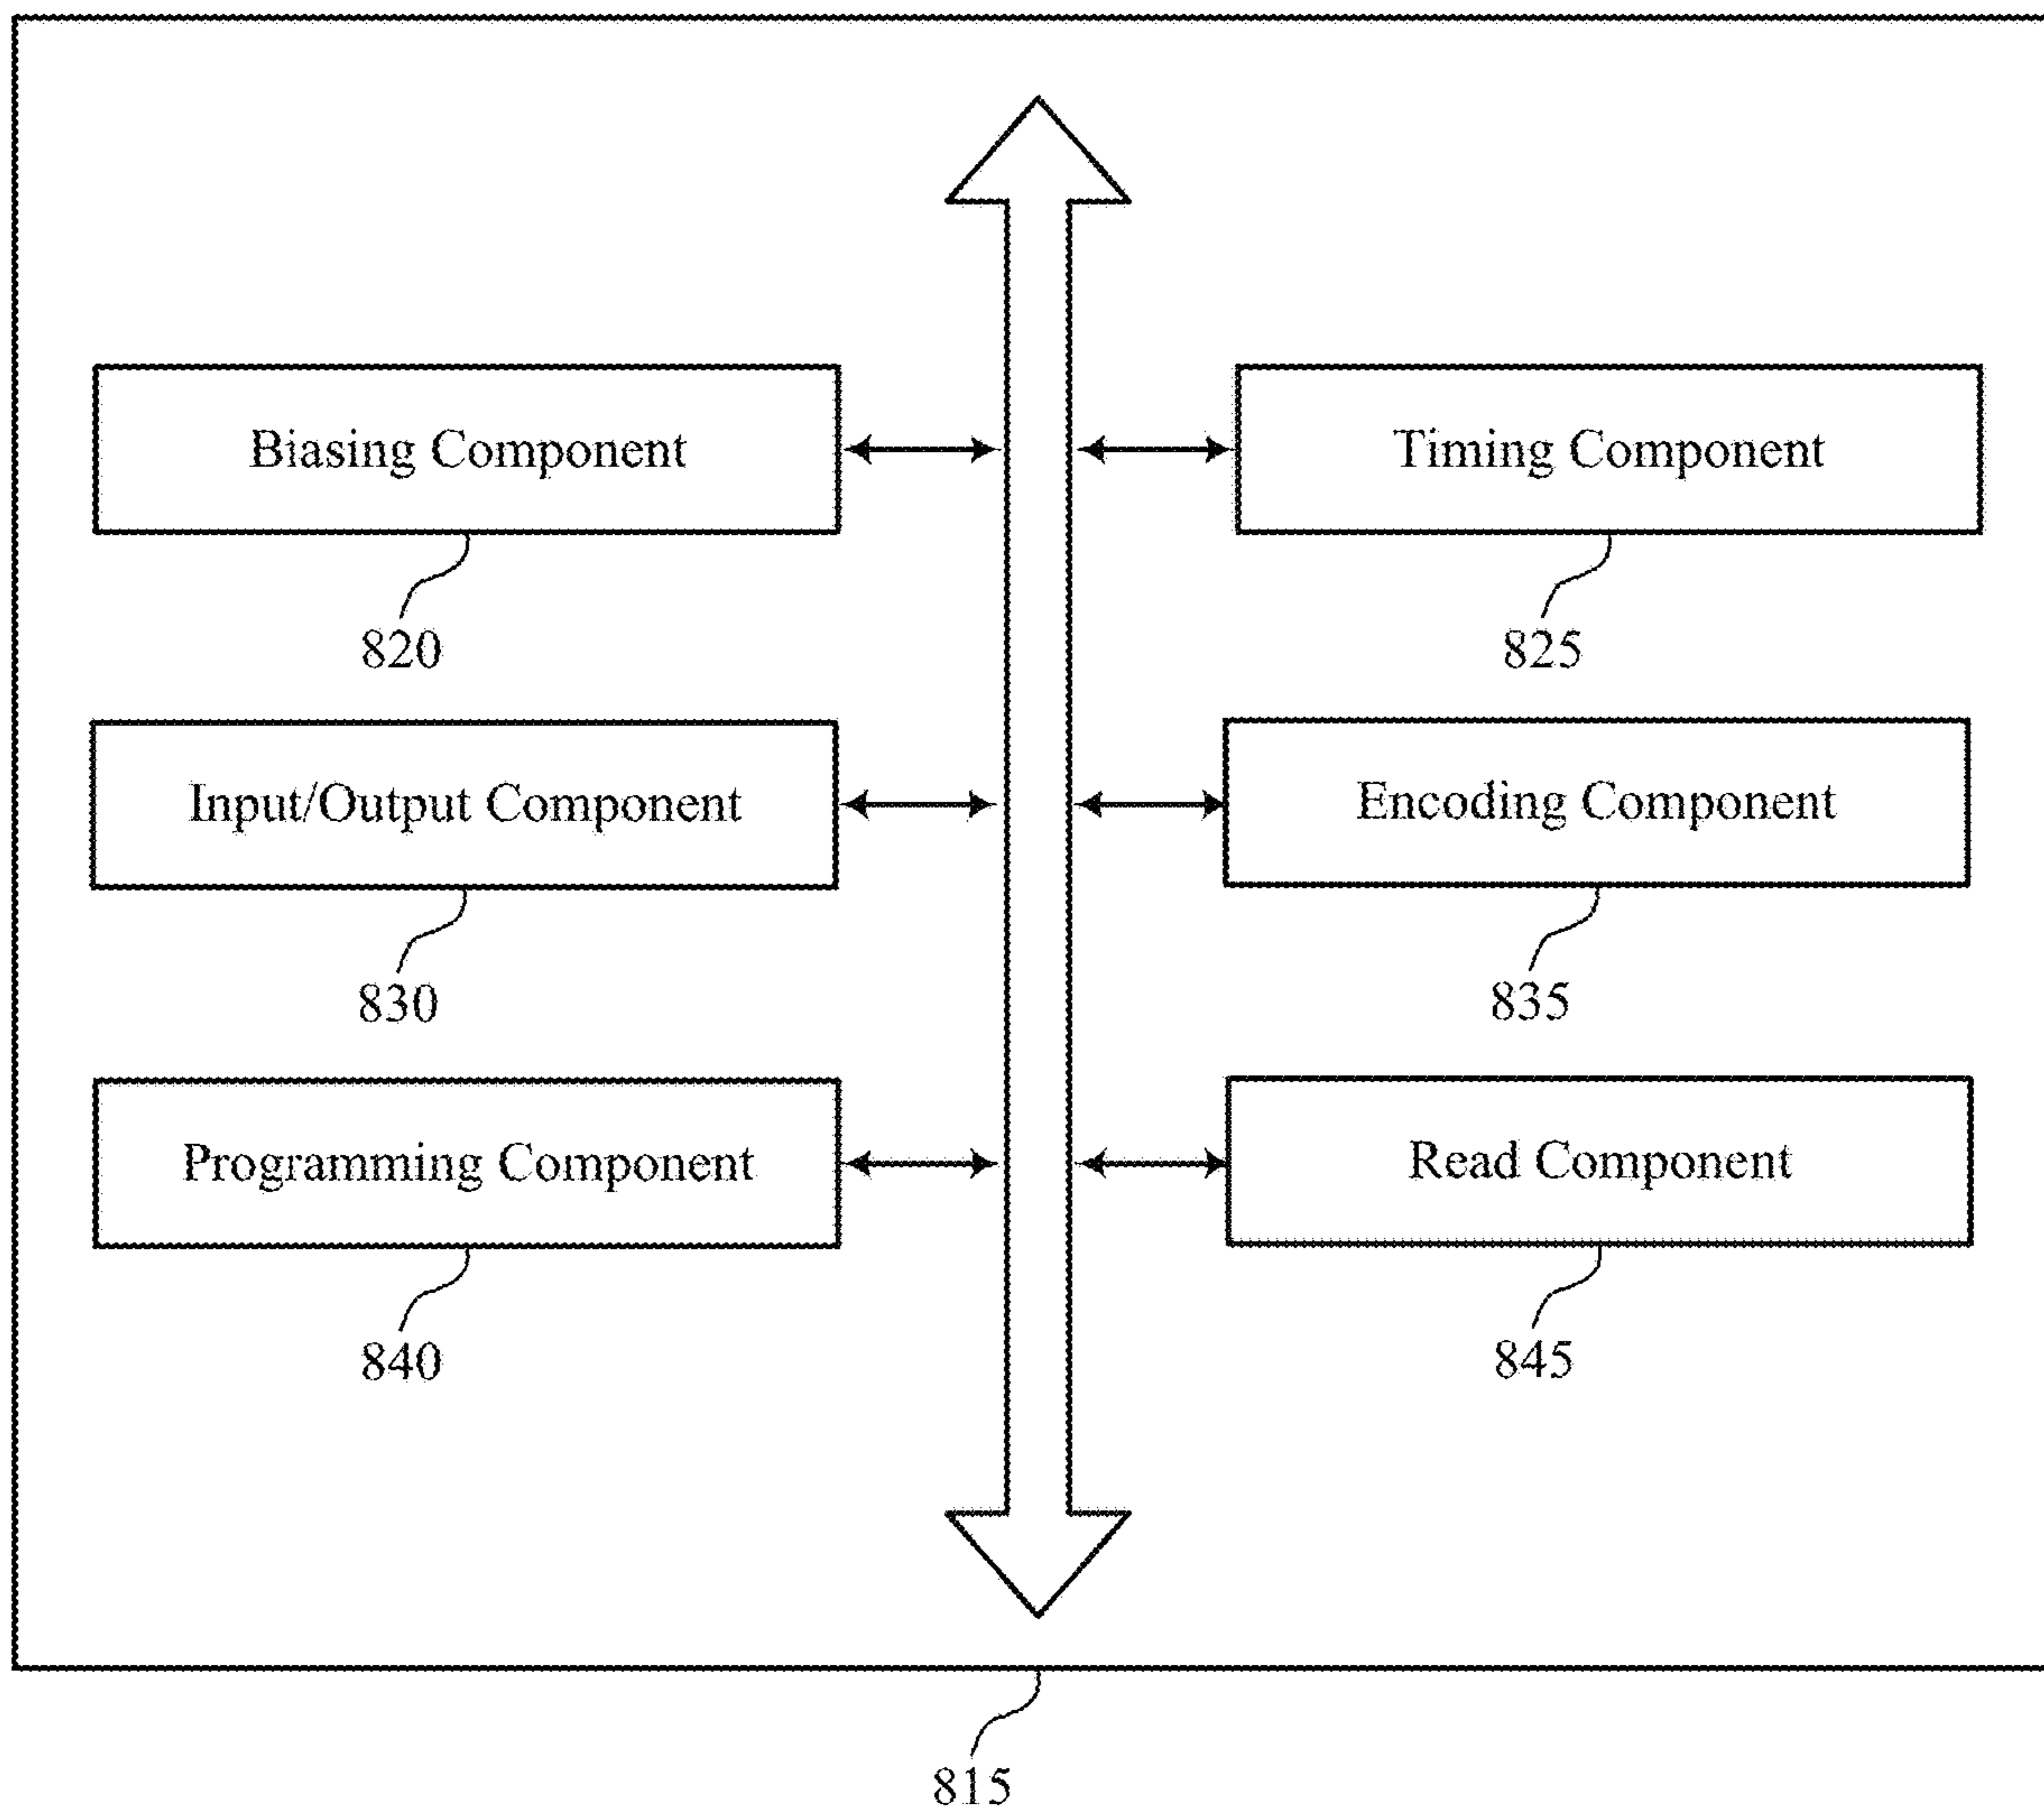 Biasing Component
Timing Component
820
825
Input/Output Component
Encoding Component
830
835
Programming Component
Read Component
840
845
815